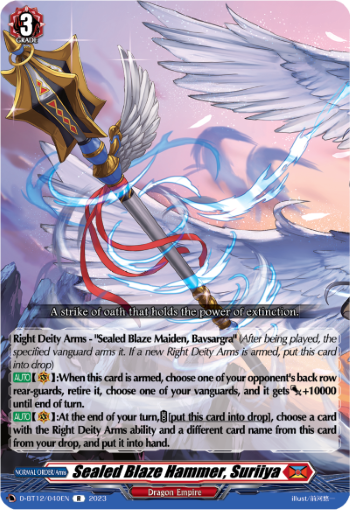 3
GRADE
A strike of oath that holds the power of extinction.
Right Deity Arms - "Sealed Blaze Maiden, Bavsargra" (After being played, the
specified vanguard arms it. If a new Right Deity Arms is armed, put this card
into drop)
AUTO :When this card is armed, choose one of your opponent's back row
rear-guards, retire it, choose one of your vanguards, and it gets +10000
until end of turn.
AUTO :At the end of your turn, [put this card into drop], choose a card
with the Right Deity Arms ability and a different card name from this card
from your drop, and put it into hand.
NORMAL ORDER/Arms
Sealed Blaze Hammer, Suriiya
Dragon Empire
D-BT12/040EN R 2023